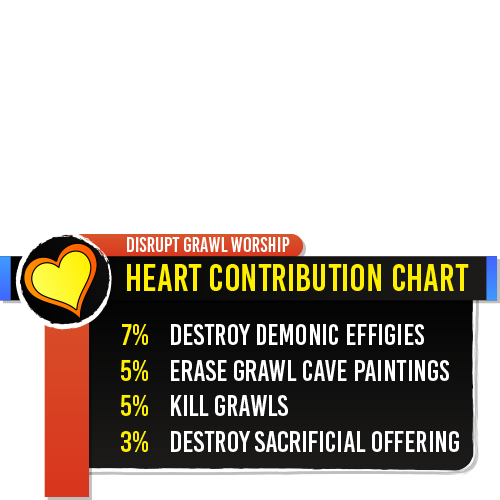 DISRUPT GRAWL WORSHIP
HEART CONTRIBUTION CHART
7% DESTROY DEMONIC EFFIGIES
5% ERASE GRAWL CAVE PAINTINGS
5% KILL GRAWLS
3% DESTROY SACRIFICIAL OFFERING